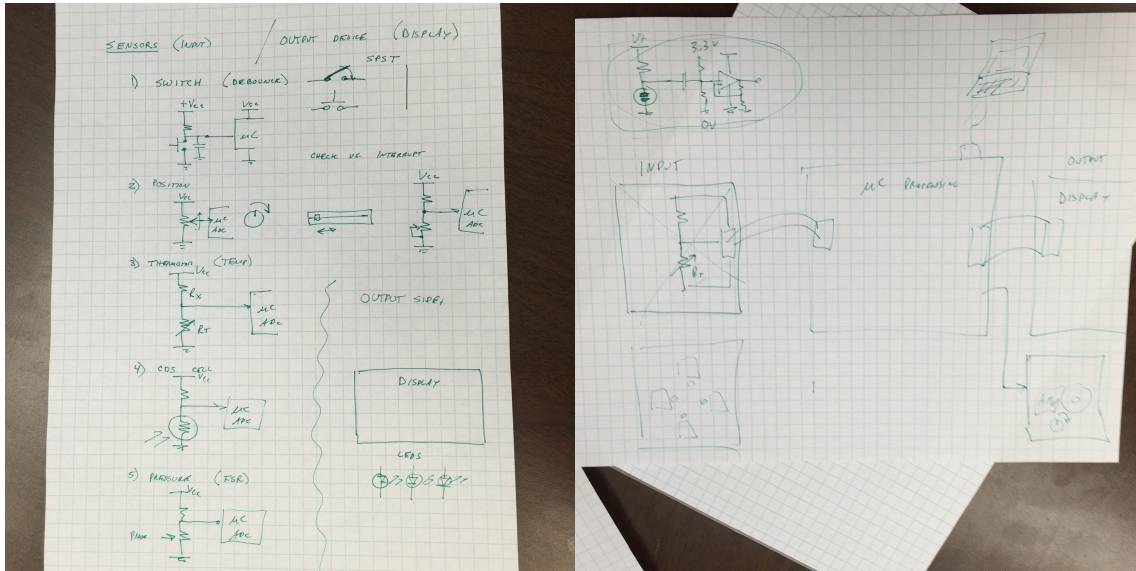 SENSORS (INPUT) / OUTPUT DEVICE (DISPLAY)
1) SWITCH (DEBOUNCE)
SPST
+Vcc
Vcc
μC
CHECK VS. INTERRUPT
2) POSITION
Vcc
μC
ADC
Vcc
μC
ADC
3) THERMISTOR (TEMP)
Vcc
Rx
RT
μC
ADC
OUTPUT SIDE,
4) CDS CELL
Vcc
μC
ADC
DISPLAY
LEDS
5) PRESSURE (FSR)
Vcc
μC
ADC
V+
3.3V
0V
INPUT
μC PROCESSING
OUTPUT
DISPLAY
RT